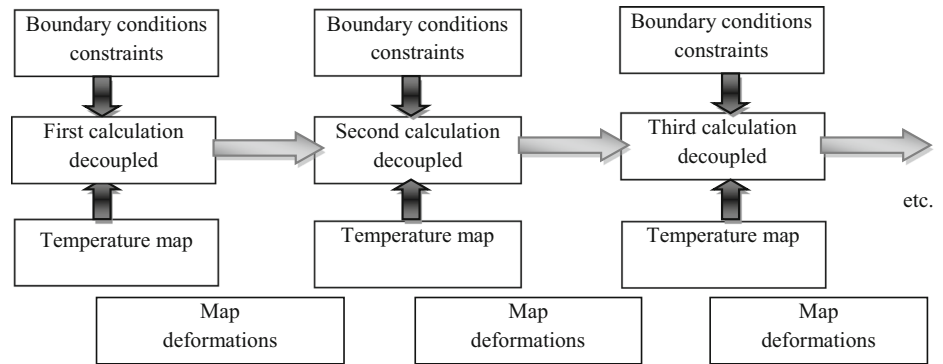 Boundary conditions
constraints
Boundary conditions
constraints
Boundary conditions
constraints
First calculation
decoupled
Second calculation
decoupled
Third calculation
decoupled
etc.
Temperature map
Temperature map
Temperature map
Map
deformations
Map
deformations
Map
deformations